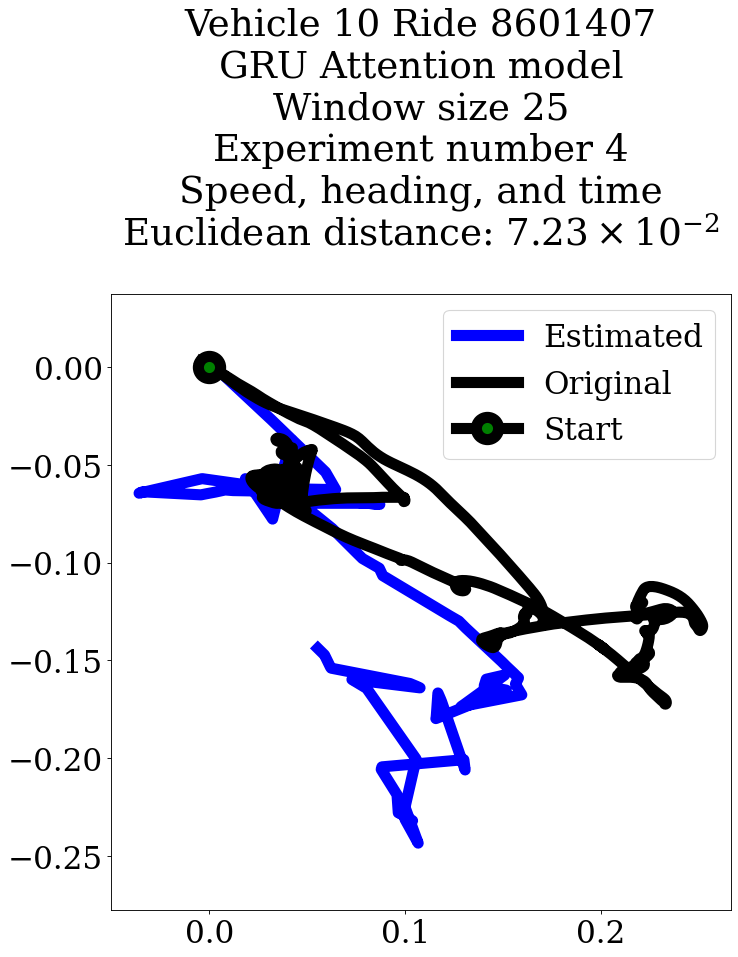 Vehicle 10 Ride 8601407
GRU Attention model
Window size 25
Experiment number 4
Speed, heading, and time
Euclidean distance: 7.23 × 10⁻²
Estimated
Original
Start
0.00
−0.05
−0.10
−0.15
−0.20
−0.25
0.0 0.1 0.2